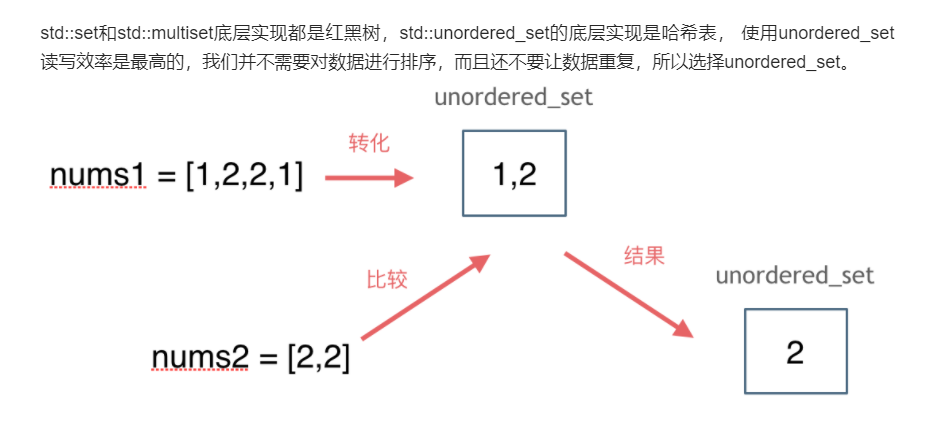 std::set和std::multiset底层实现都是红黑树，std::unordered_set的底层实现是哈希表， 使用unordered_set
读写效率是最高的，我们并不需要对数据进行排序，而且还不要让数据重复，所以选择unordered_set。
unordered_set
转化
nums1 = [1,2,2,1]
1,2
结果
比较
unordered_set
nums2 = [2,2]
2